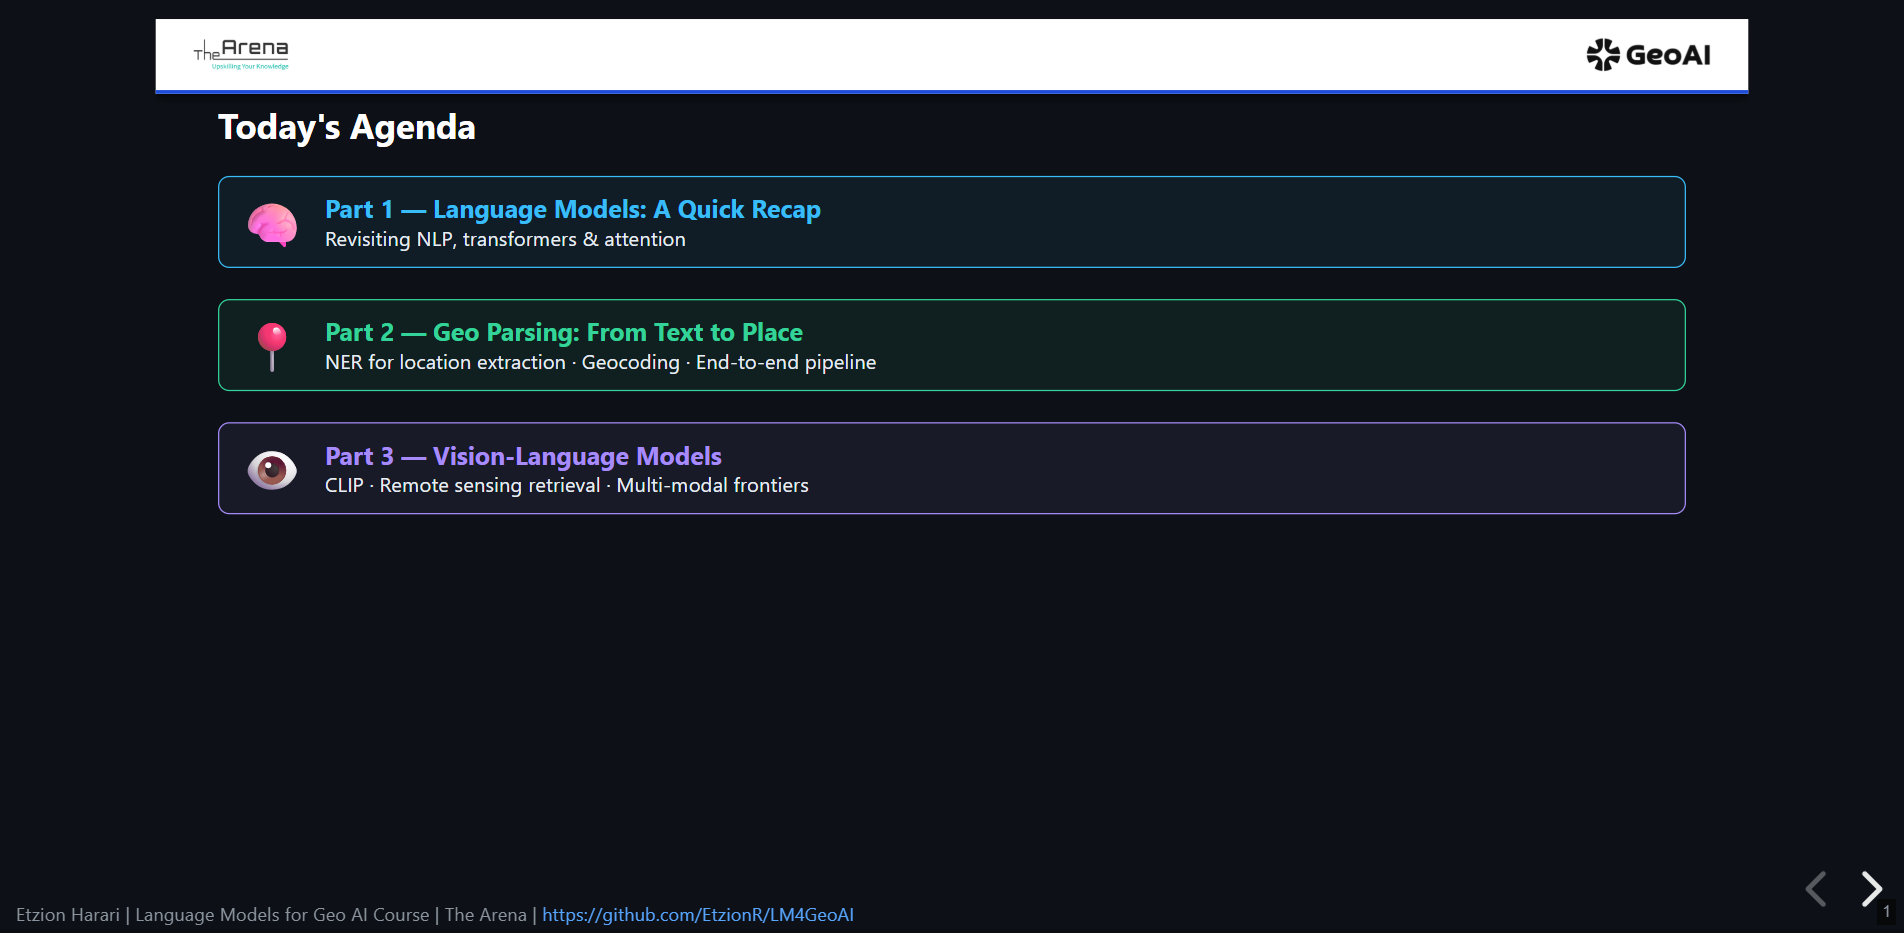 The Arena
Upskilling Your Knowledge
GeoAI
Today's Agenda
Part 1 — Language Models: A Quick Recap
Revisiting NLP, transformers & attention
Part 2 — Geo Parsing: From Text to Place
NER for location extraction · Geocoding · End-to-end pipeline
Part 3 — Vision-Language Models
CLIP · Remote sensing retrieval · Multi-modal frontiers
Etzion Harari | Language Models for Geo AI Course | The Arena | https://github.com/EtzionR/LM4GeoAI
1